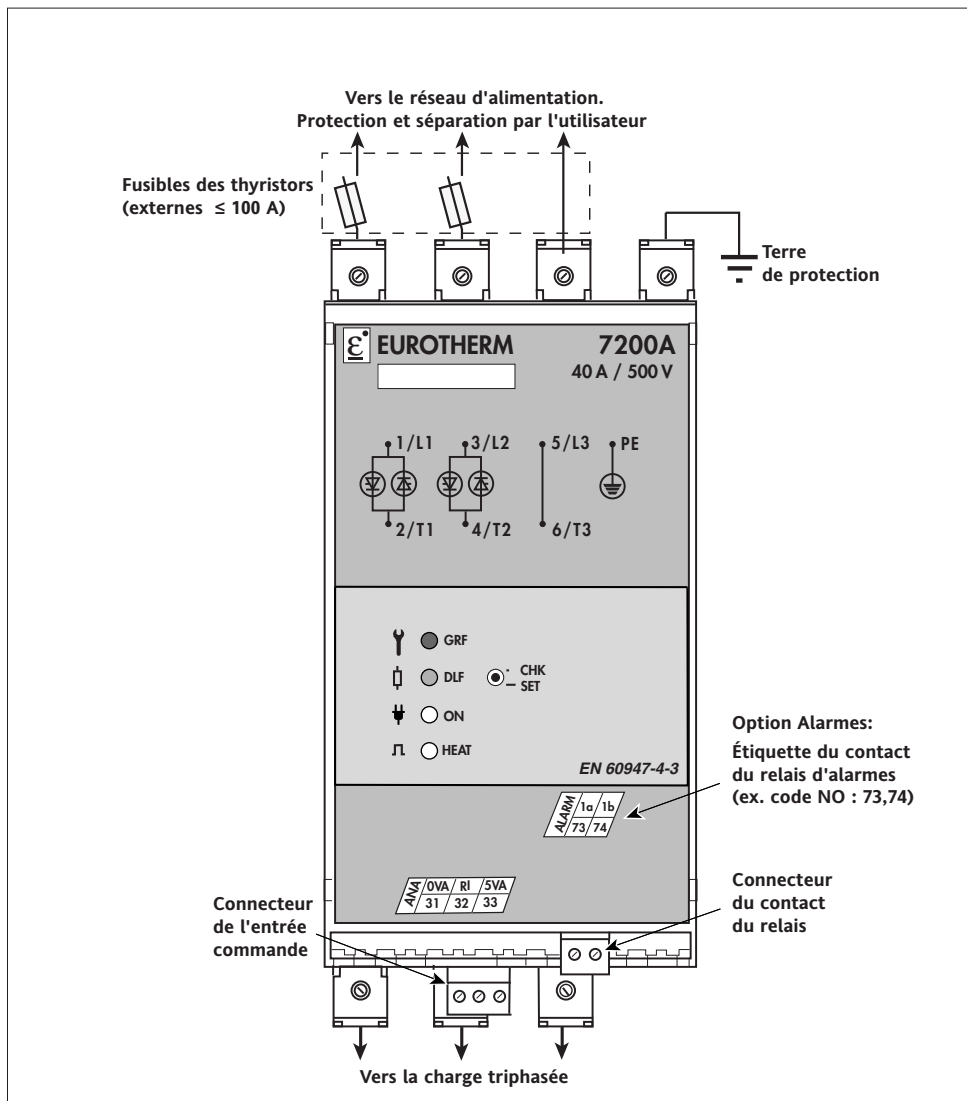 Vers le réseau d'alimentation.
Protection et séparation par l'utilisateur
Fusibles des thyristors
(externes ≤ 100 A)
Terre
de protection
ε EUROTHERM 7200A
40 A / 500 V
1/L1 3/L2 5/L3 PE
2/T1 4/T2 6/T3
GRF
DLF CHK
SET
ON
HEAT
EN 60947-4-3
Option Alarmes:
Étiquette du contact
du relais d'alarmes
(ex. code NO : 73,74)
ALARM 1a 1b
73 74
ANA 0VA RI 5VA
31 32 33
Connecteur
de l'entrée
commande
Connecteur
du contact
du relais
Vers la charge triphasée